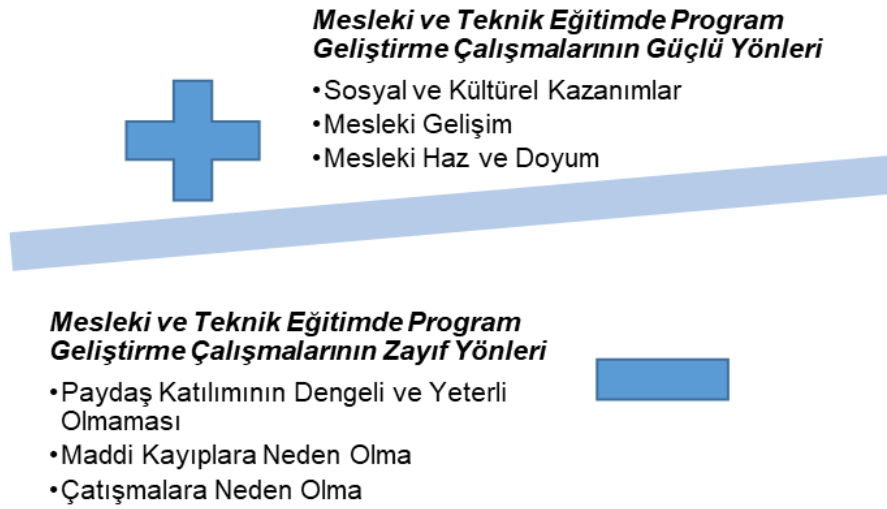 Mesleki ve Teknik Eğitimde Program
Geliştirme Çalışmalarının Güçlü Yönleri
•Sosyal ve Kültürel Kazanımlar
•Mesleki Gelişim
•Mesleki Haz ve Doyum
Mesleki ve Teknik Eğitimde Program
Geliştirme Çalışmalarının Zayıf Yönleri
•Paydaş Katılımının Dengeli ve Yeterli
Olmaması
•Maddi Kayıplara Neden Olma
•Çatışmalara Neden Olma